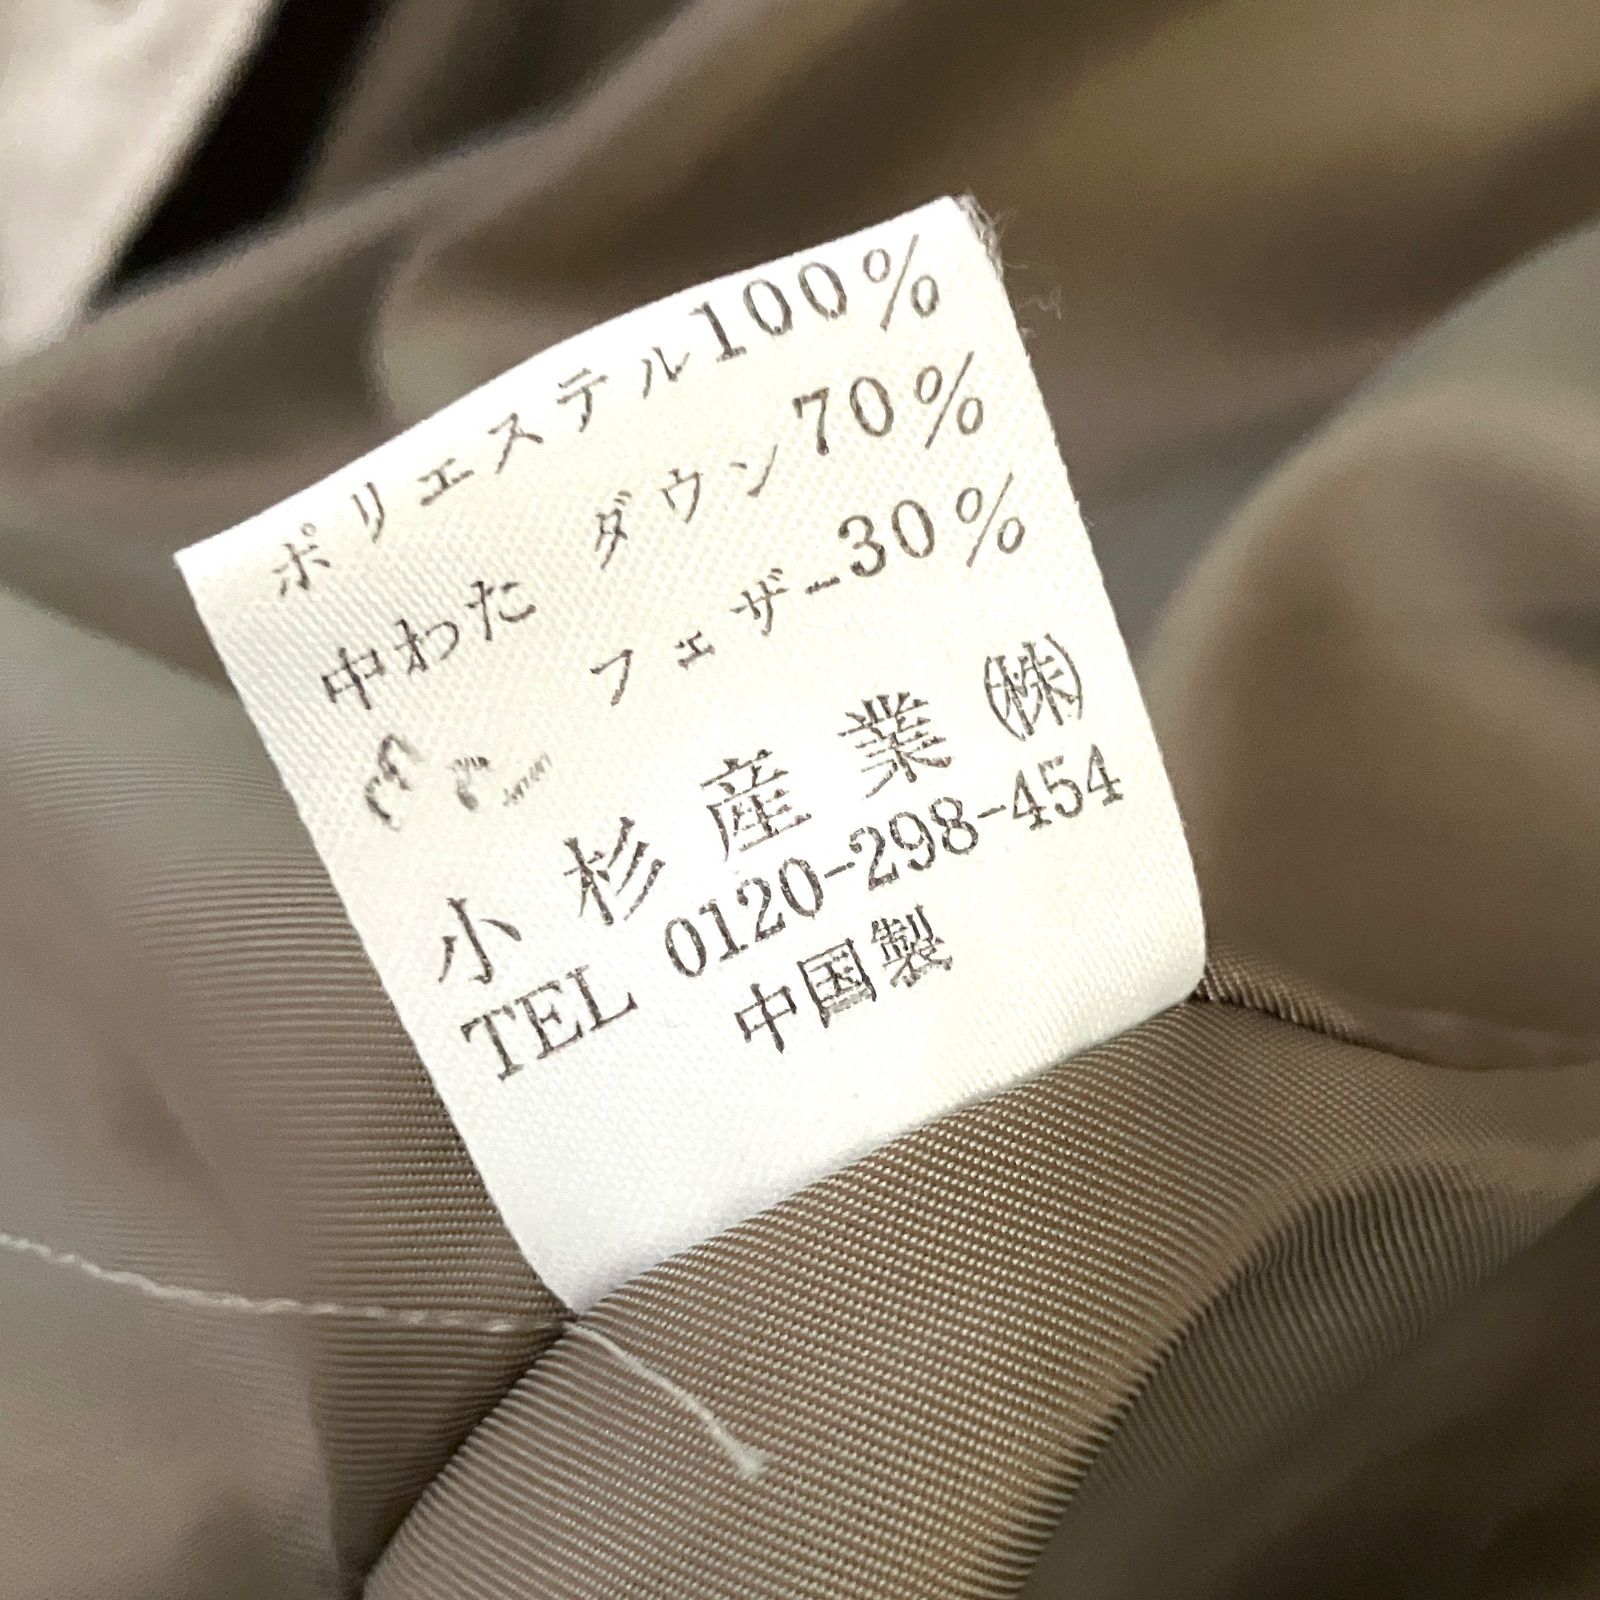 ポリエステル100%
中わた ダウン70%
フェザー30%
小杉産業㈱
TEL 0120-298-454
中国製